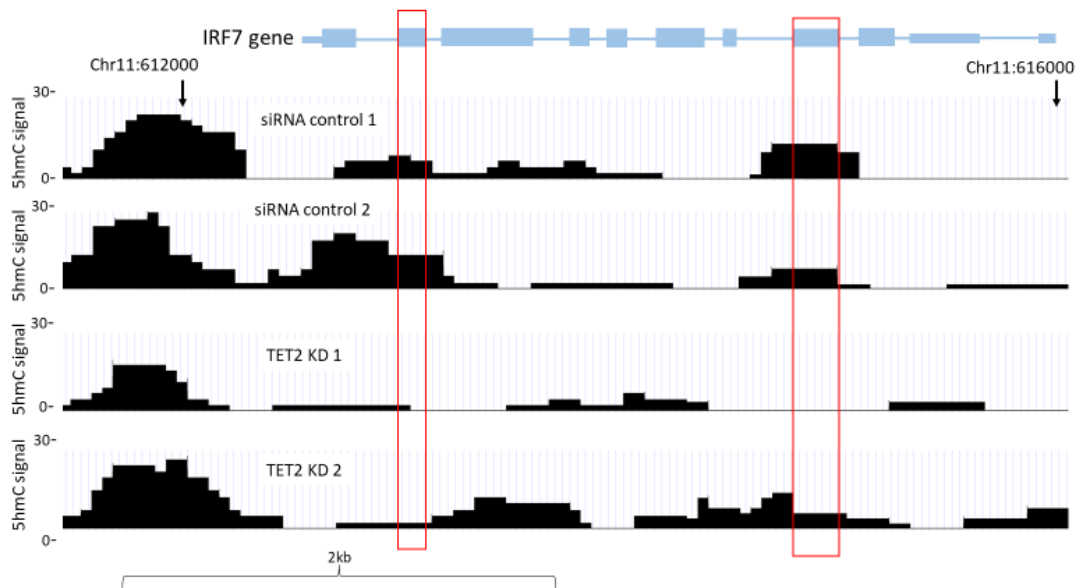 IRF7 gene
Chr11:612000
Chr11:616000
30-
siRNA control 1
5hmC signal
0-
30-
siRNA control 2
5hmC signal
0-
30-
TET2 KD 1
5hmC signal
0-
30-
TET2 KD 2
5hmC signal
0-
2kb